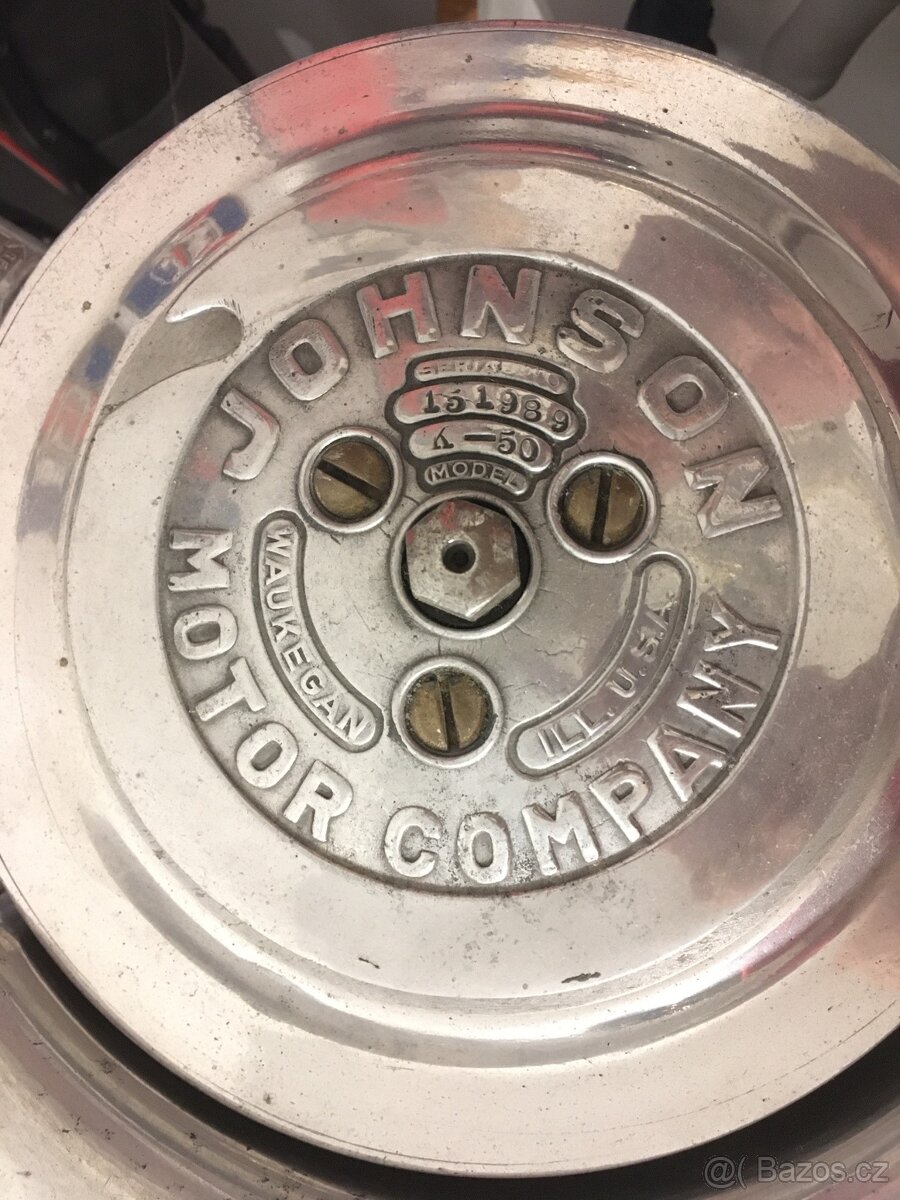 JOHNSON
SERIAL NO
151989
K-50
MODEL
WAUKEGAN
ILL. U.S.A
MOTOR COMPANY
@( Bazos.cz